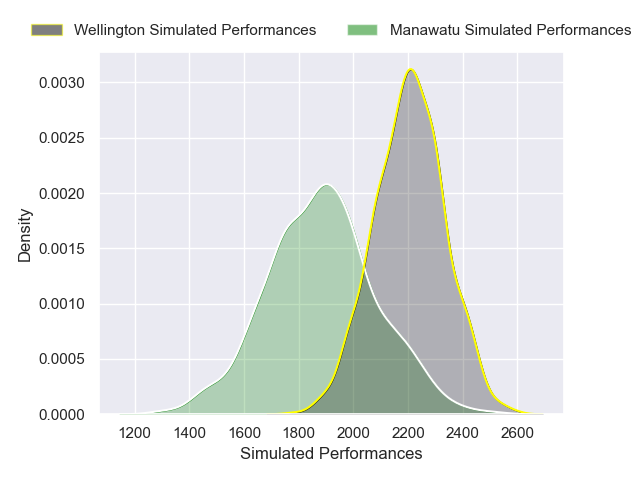 Wellington Simulated Performances
Manawatu Simulated Performances
0.0030
0.0025
0.0020
0.0015
0.0010
0.0005
0.0000
Density
1200 1400 1600 1800 2000 2200 2400 2600
Simulated Performances